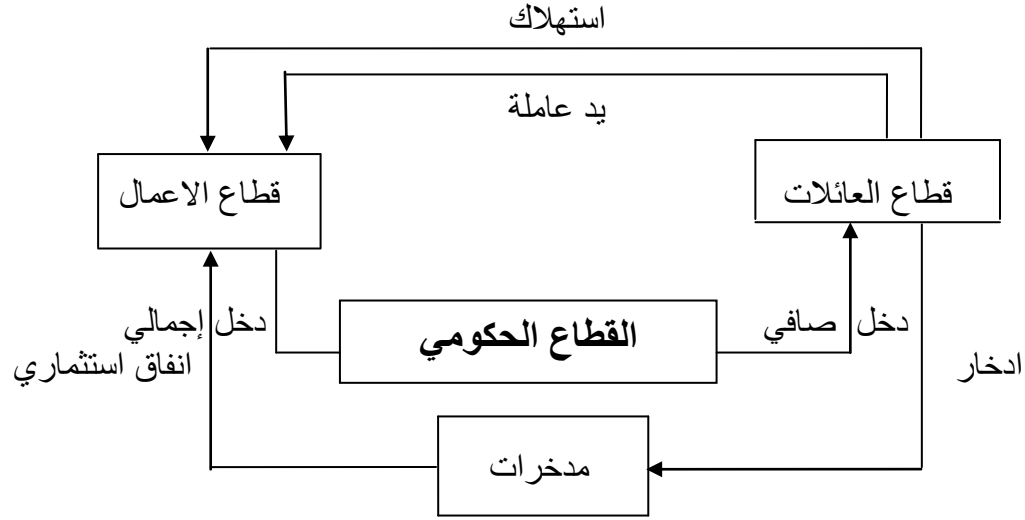 استهلاك
يد عاملة
قطاع العائلات
قطاع الاعمال
القطاع الحكومي
دخل صافي
دخل إجمالي
ادخار
انفاق استثماري
مدخرات